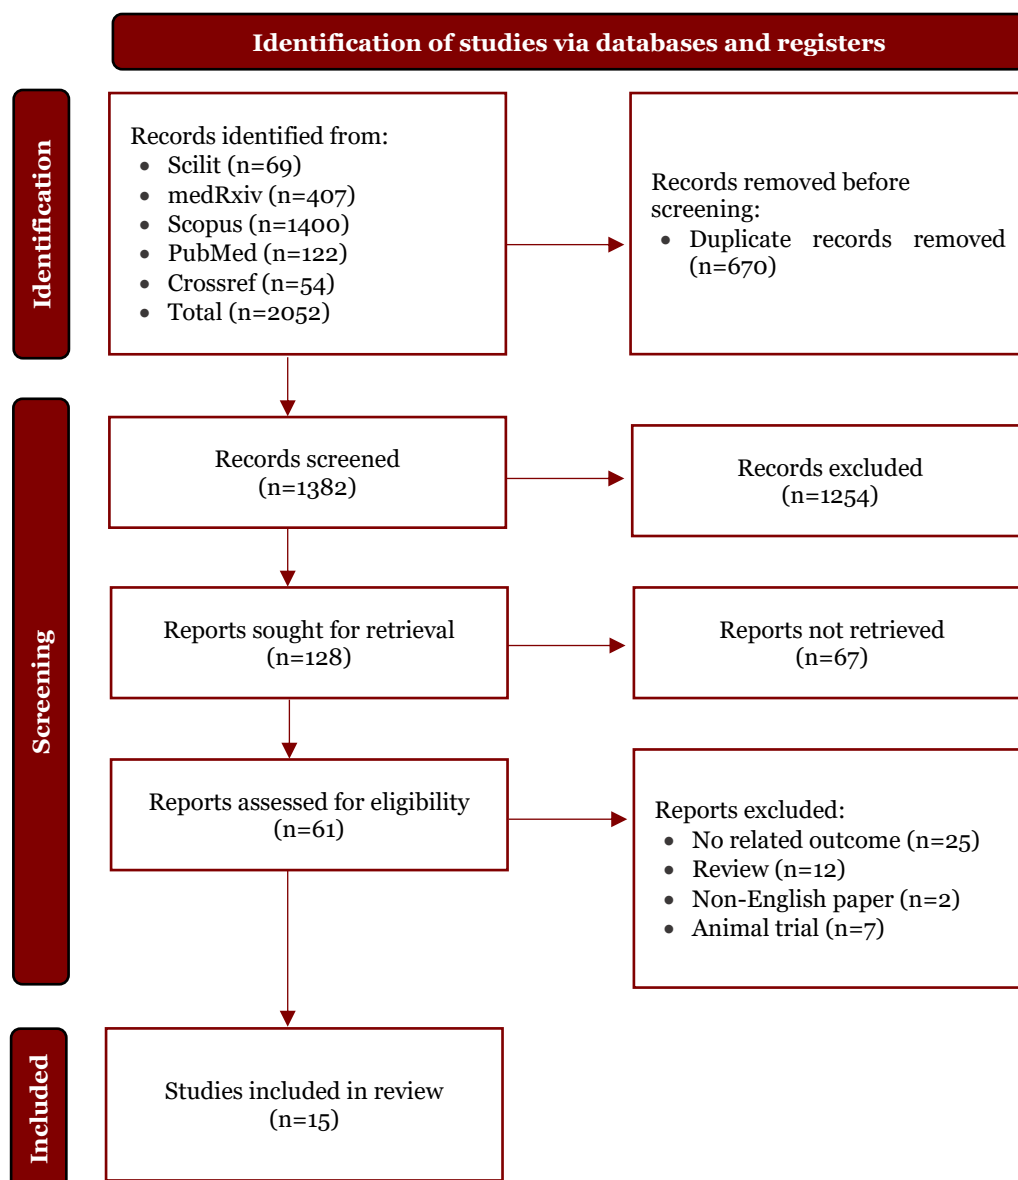 Identification of studies via databases and registers
Identification
Records identified from:
• Scilit (n=69)
• medRxiv (n=407)
• Scopus (n=1400)
• PubMed (n=122)
• Crossref (n=54)
• Total (n=2052)
Records removed before
screening:
• Duplicate records removed
(n=670)
Screening
Records screened
(n=1382)
Records excluded
(n=1254)
Reports sought for retrieval
(n=128)
Reports not retrieved
(n=67)
Reports assessed for eligibility
(n=61)
Reports excluded:
• No related outcome (n=25)
• Review (n=12)
• Non-English paper (n=2)
• Animal trial (n=7)
Included
Studies included in review
(n=15)